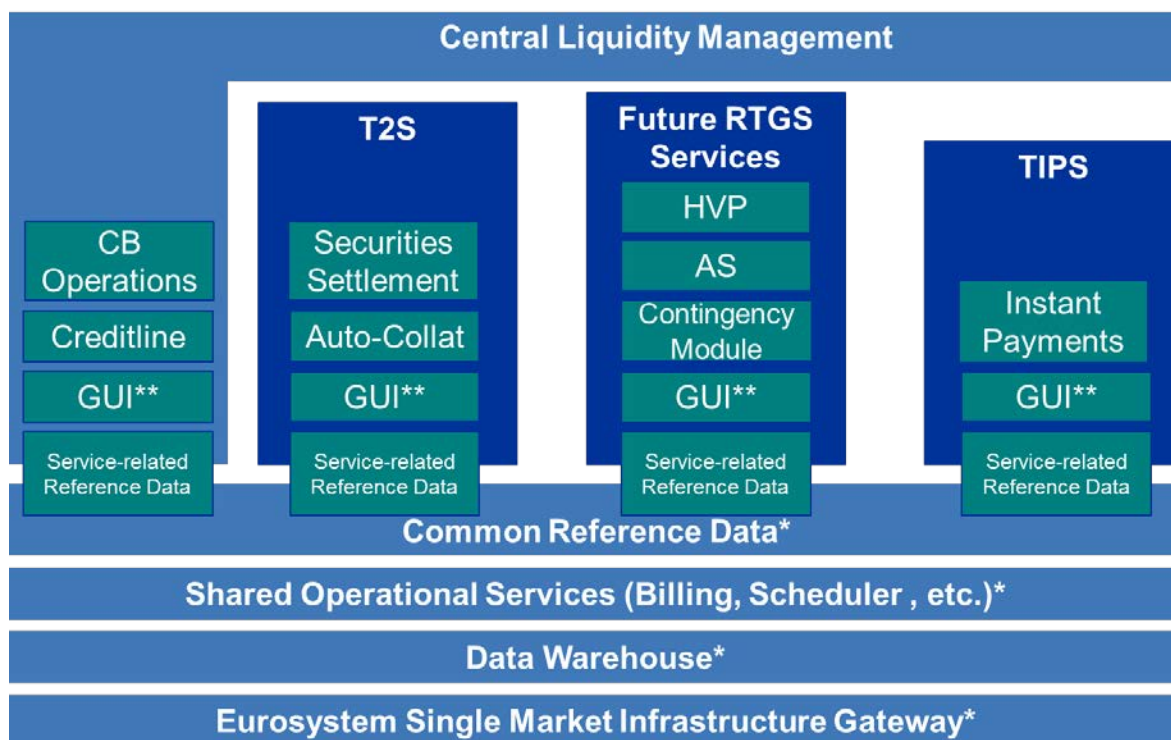 Central Liquidity Management
CB
Operations
Creditline
GUI**
Service-related
Reference Data
T2S
Securities
Settlement
Auto-Collat
GUI**
Service-related
Reference Data
Future RTGS
Services
HVP
AS
Contingency
Module
GUI**
Service-related
Reference Data
TIPS
Instant
Payments
GUI**
Service-related
Reference Data
Common Reference Data*
Shared Operational Services (Billing, Scheduler , etc.)*
Data Warehouse*
Eurosystem Single Market Infrastructure Gateway*